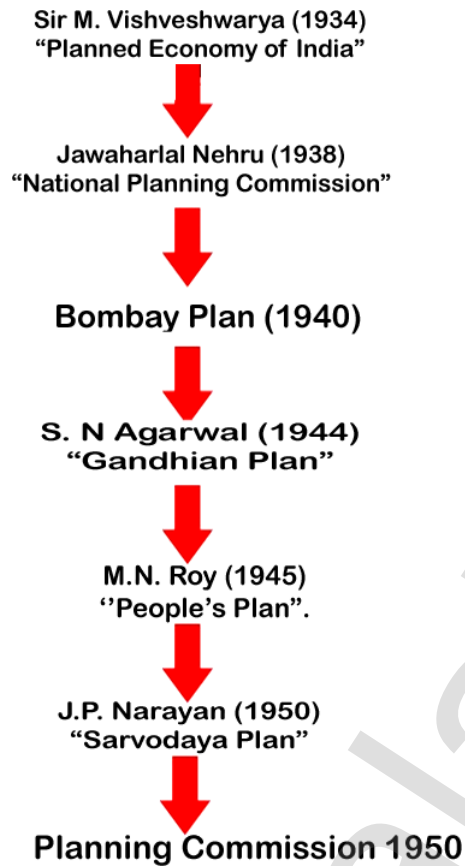 Sir M. Vishveshwarya (1934)
“Planned Economy of India”
Jawaharlal Nehru (1938)
“National Planning Commission”
Bombay Plan (1940)
S. N Agarwal (1944)
“Gandhian Plan”
M.N. Roy (1945)
‘’People’s Plan”.
J.P. Narayan (1950)
“Sarvodaya Plan”
Planning Commission 1950